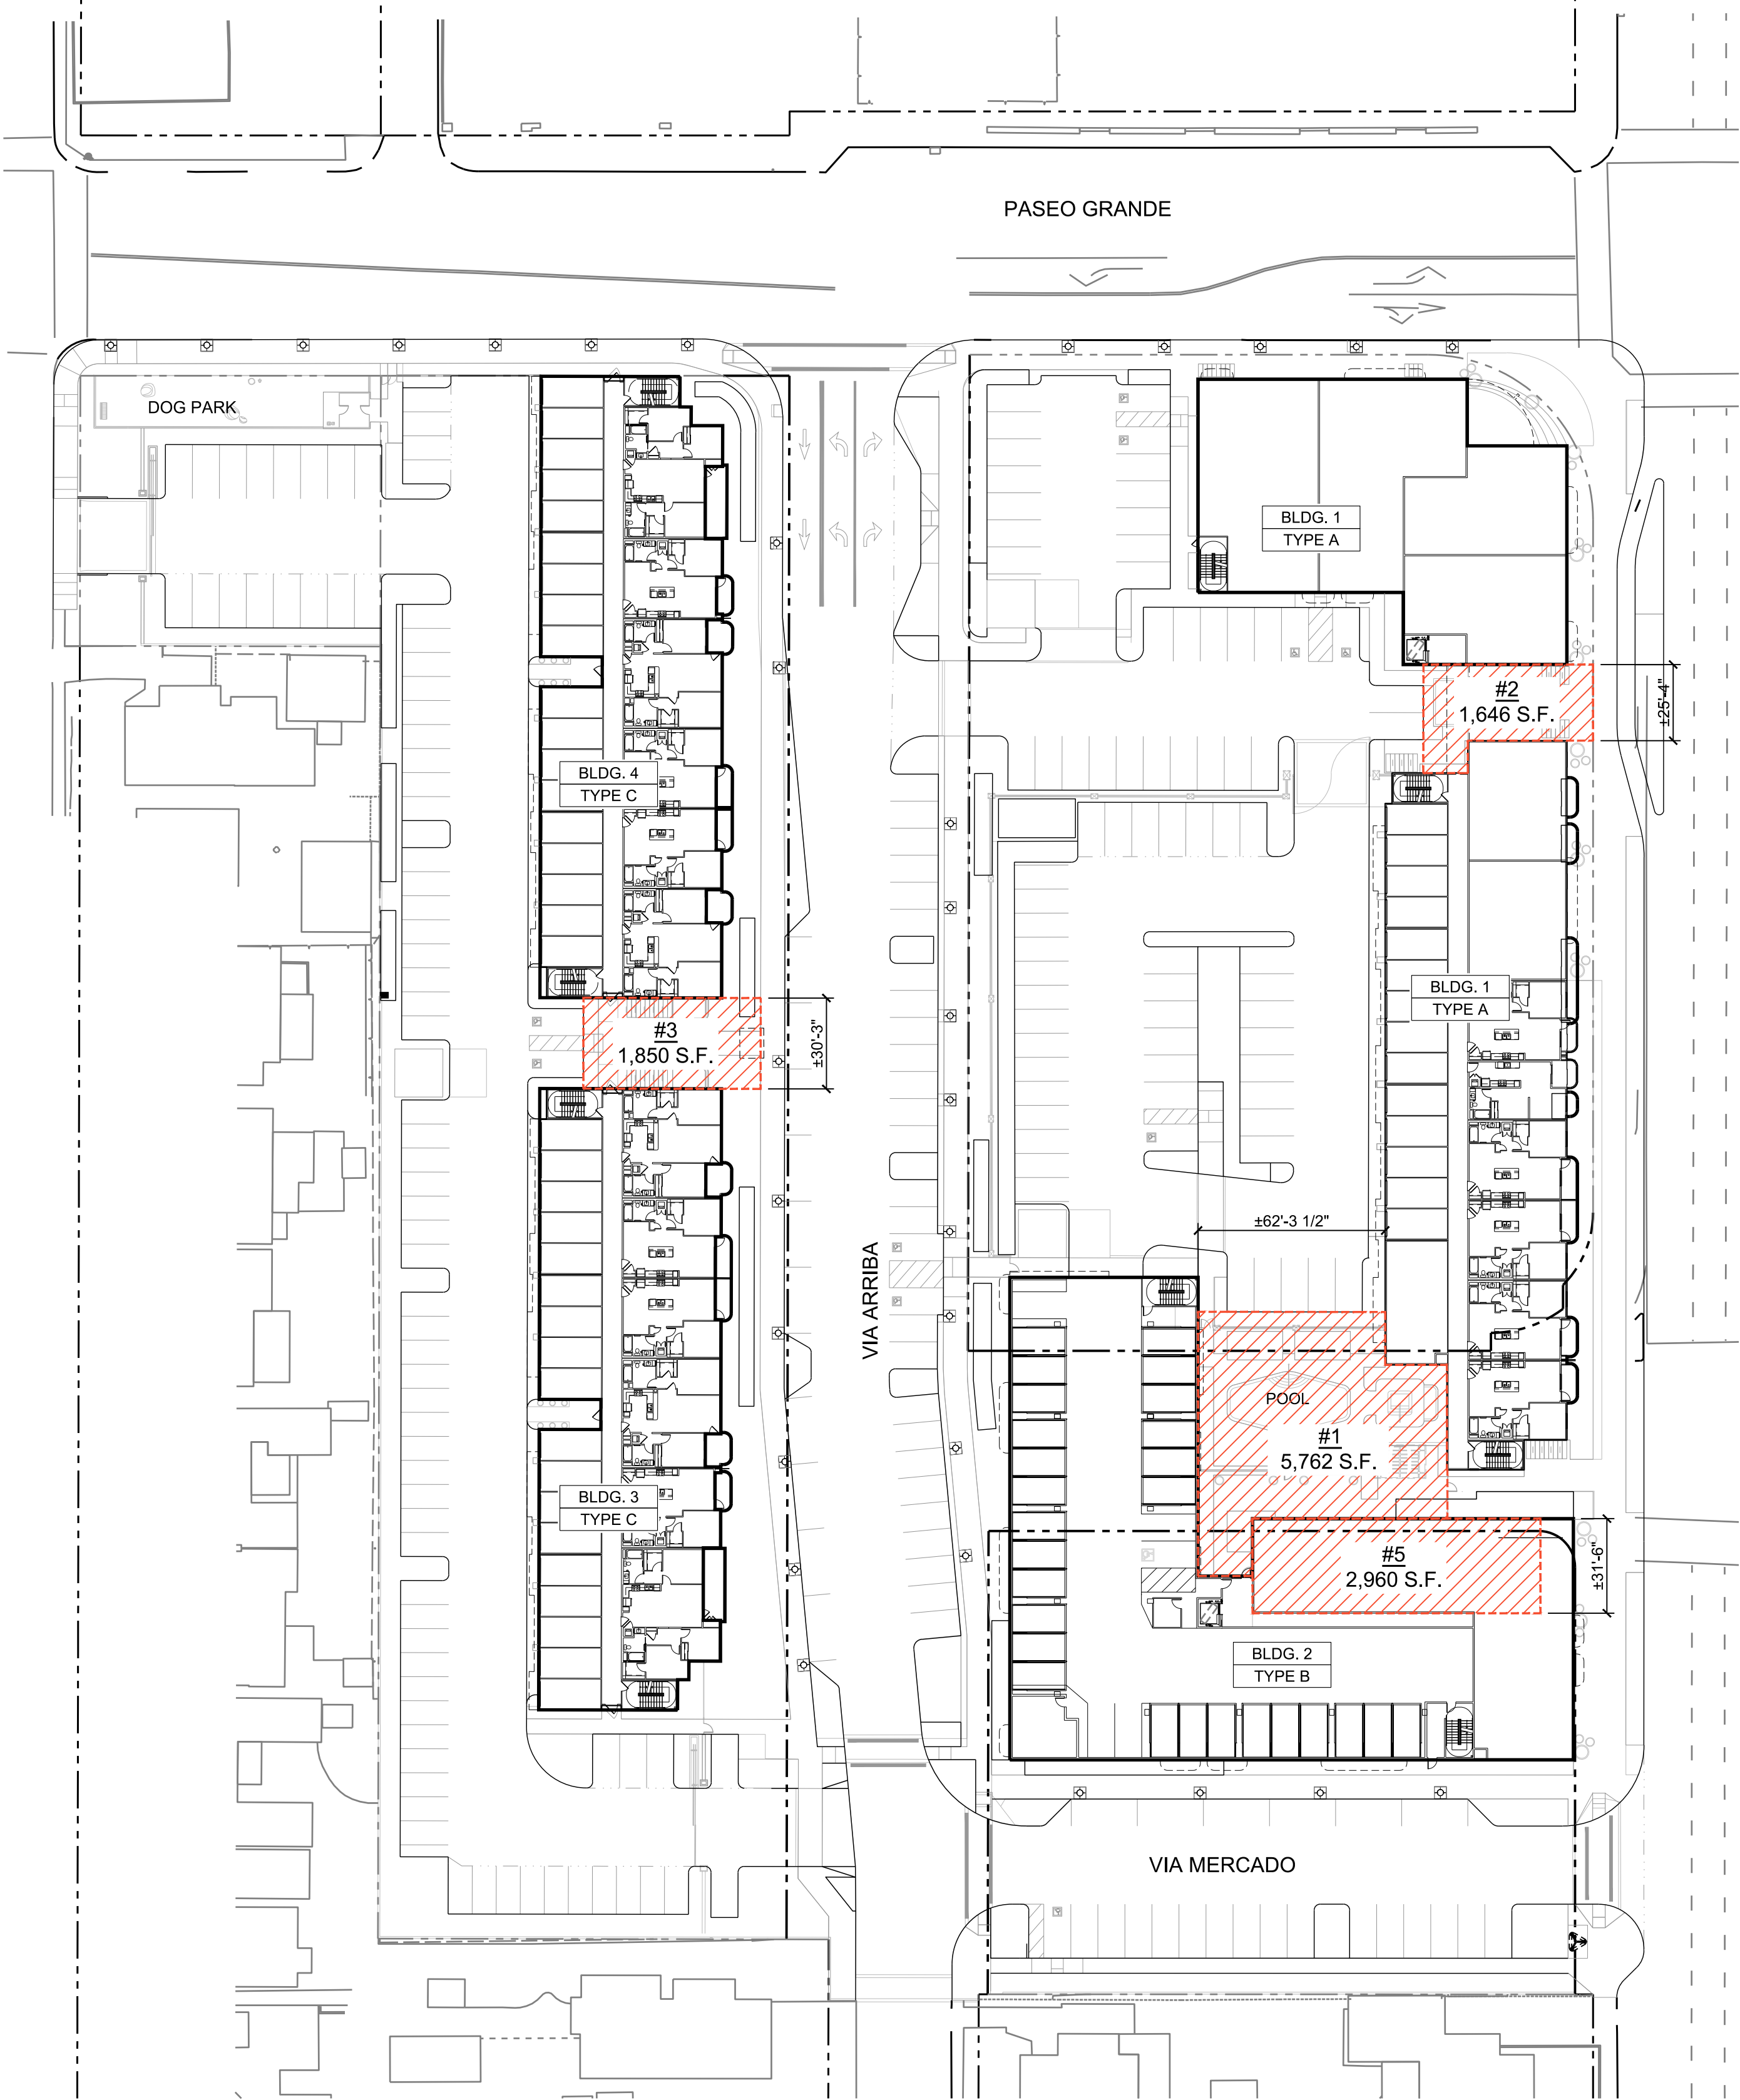 PASEO GRANDE
DOG PARK
BLDG. 1
TYPE A
#2
1,646 S.F.
±25'-4"
BLDG. 4
TYPE C
BLDG. 1
TYPE A
#3
1,850 S.F.
±30'-3"
±62'-3 1/2"
VIA ARRIBA
POOL
#1
5,762 S.F.
BLDG. 3
TYPE C
#5
2,960 S.F.
±31'-6"
BLDG. 2
TYPE B
VIA MERCADO